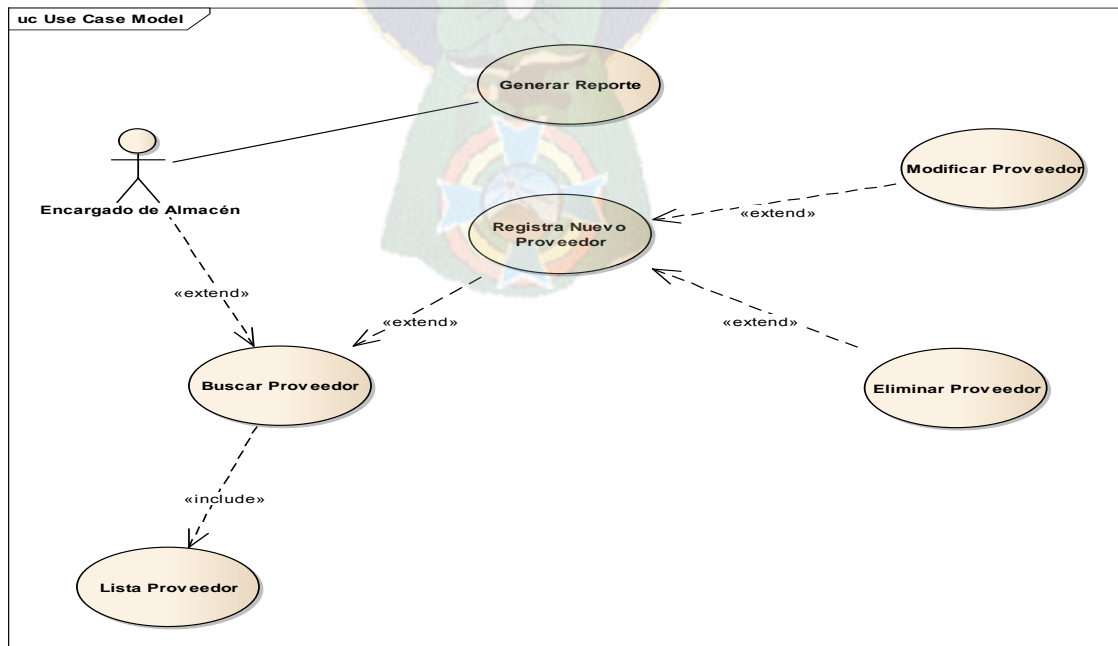 uc Use Case Model
Generar Reporte
Modificar Proveedor
Encargado de Almacén
«extend»
Registra Nuevo
Proveedor
«extend»
«extend»
«extend»
Buscar Proveedor
Eliminar Proveedor
«include»
Lista Proveedor